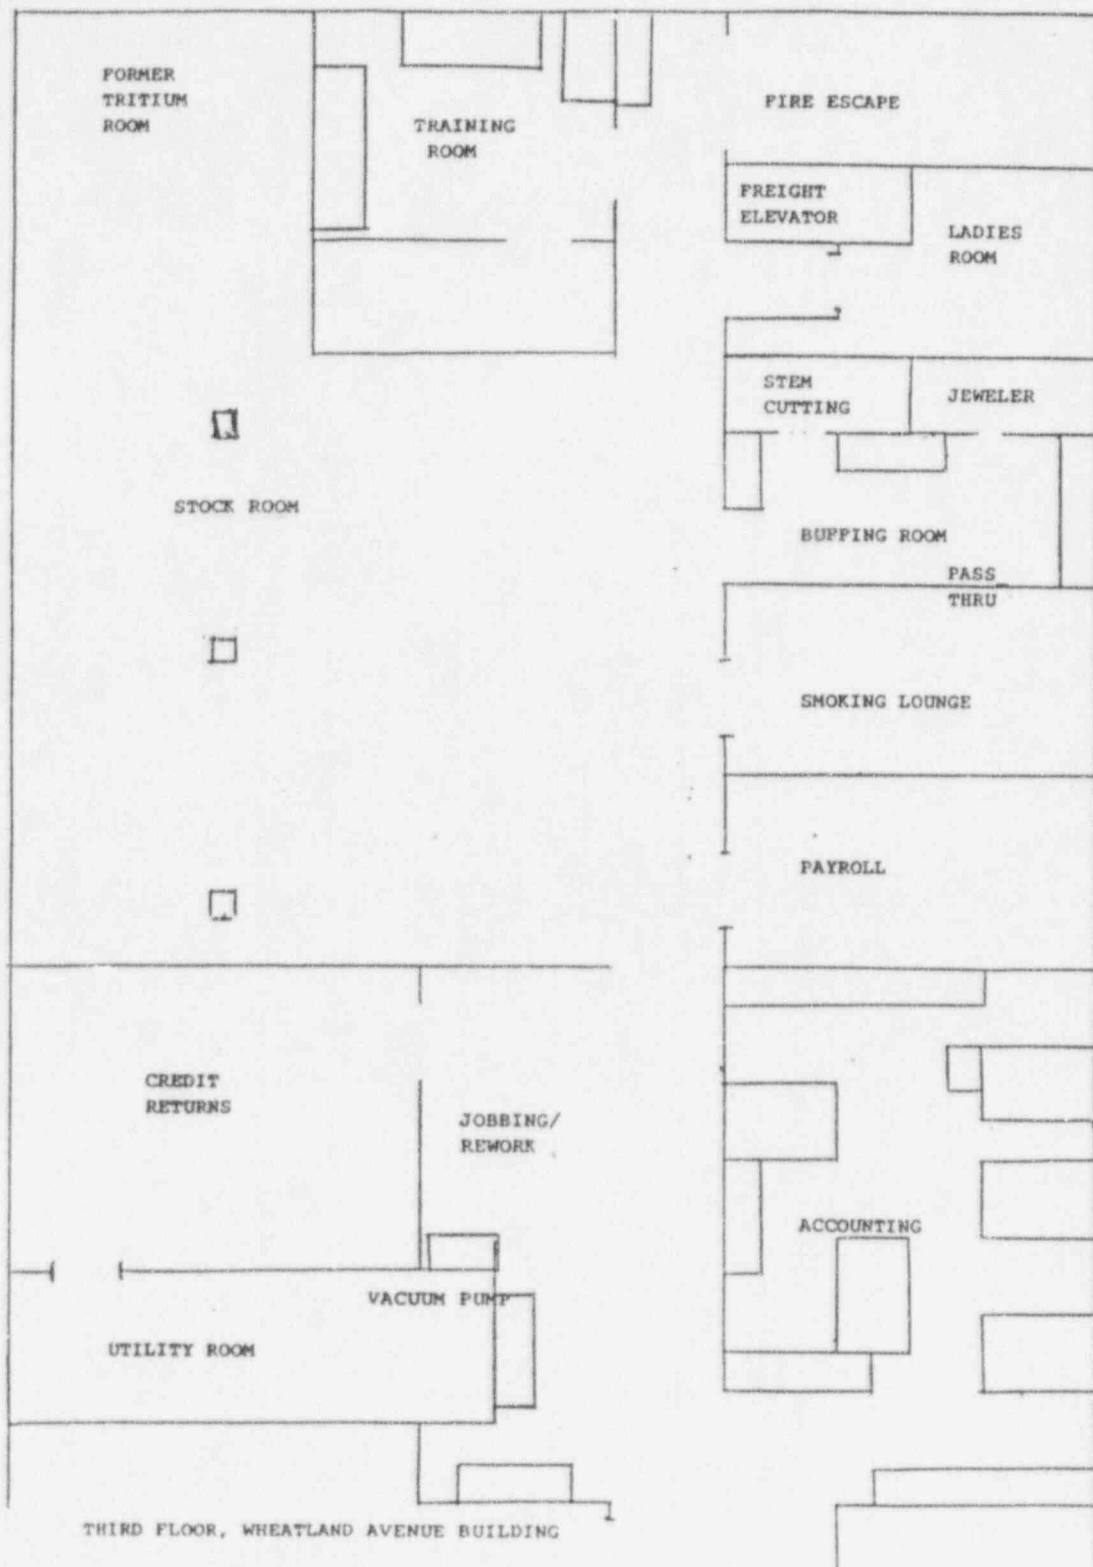 FORMER
TRITIUM
ROOM
TRAINING
ROOM
FIRE ESCAPE
FREIGHT
ELEVATOR
LADIES
ROOM
STEM
CUTTING
JEWELER
STOCK ROOM
BUFFING ROOM
PASS
THRU
SMOKING LOUNGE
PAYROLL
CREDIT
RETURNS
JOBBING/
REWORK
ACCOUNTING
VACUUM PUMP
UTILITY ROOM
THIRD FLOOR, WHEATLAND AVENUE BUILDING